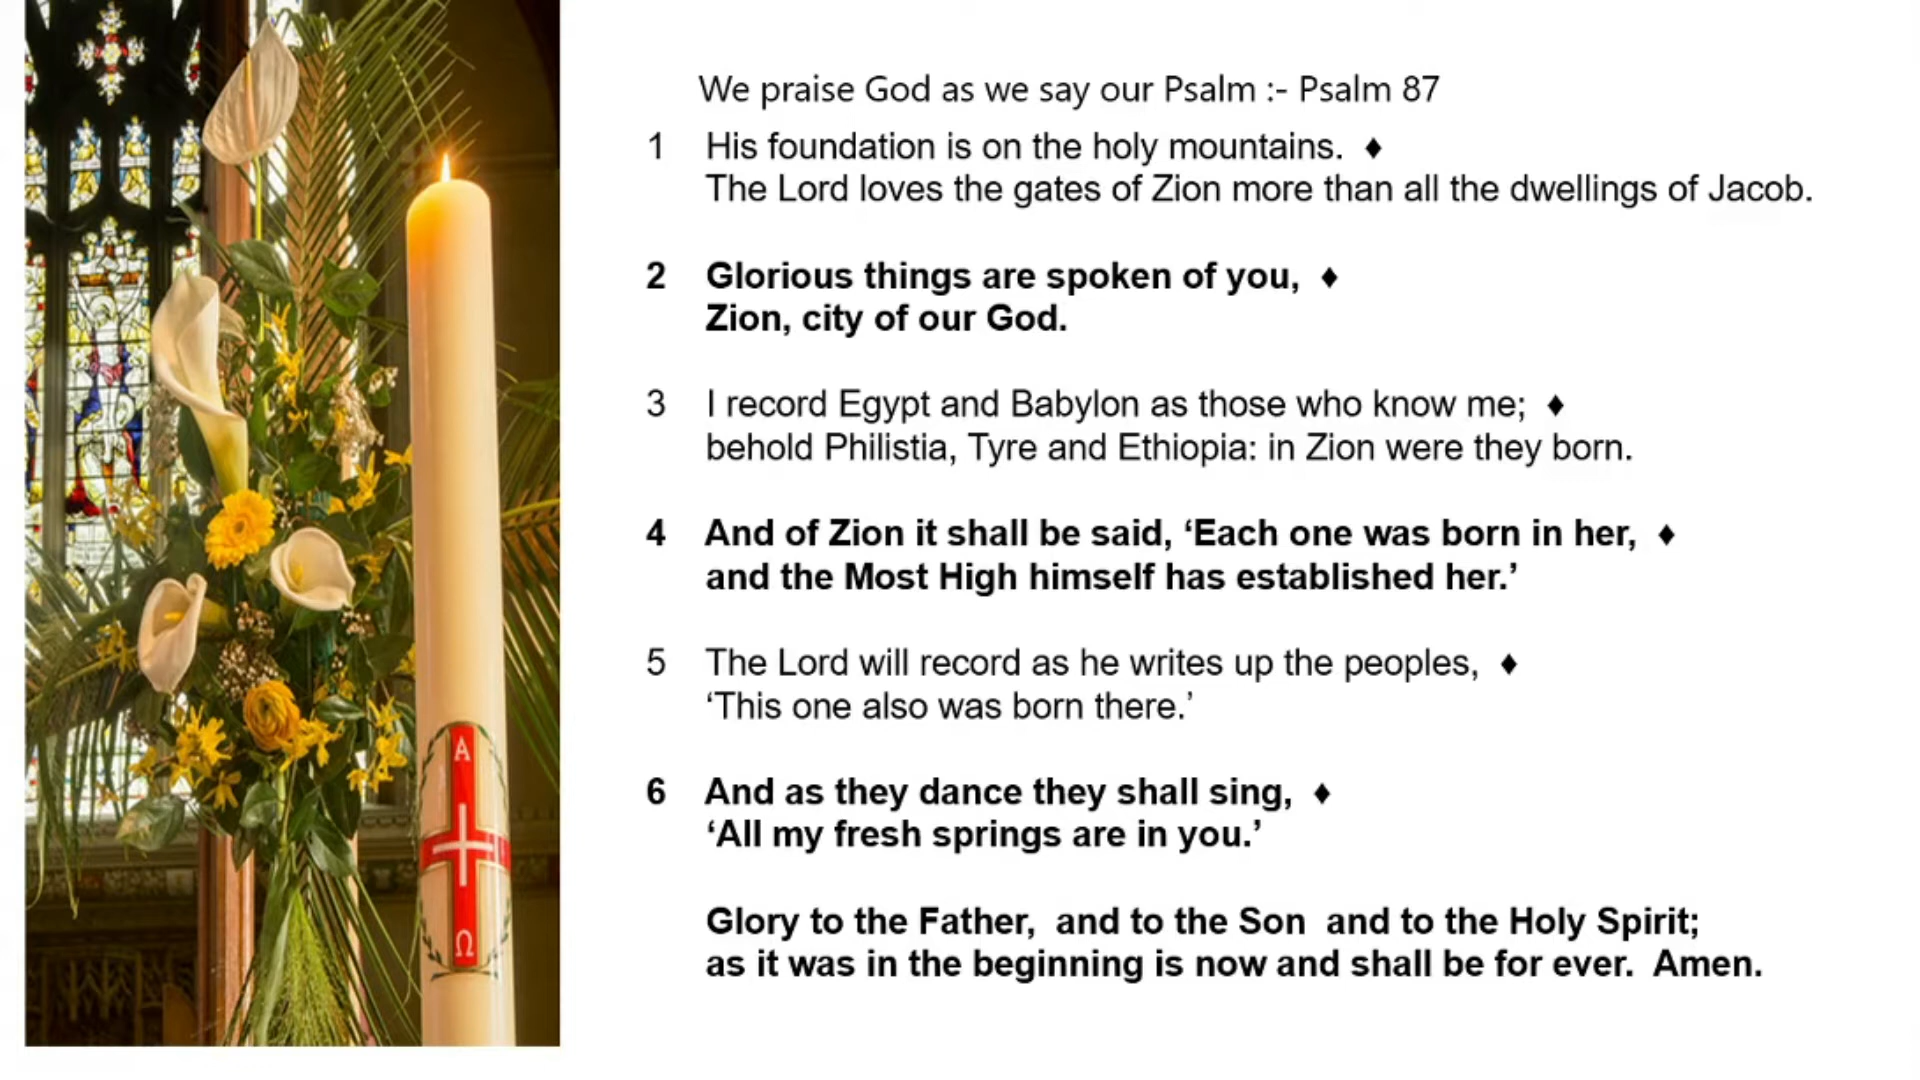 We praise God as we say our Psalm :- Psalm 87
1 His foundation is on the holy mountains. ♦
The Lord loves the gates of Zion more than all the dwellings of Jacob.
2 Glorious things are spoken of you, ♦
Zion, city of our God.
3 I record Egypt and Babylon as those who know me; ♦
behold Philistia, Tyre and Ethiopia: in Zion were they born.
4 And of Zion it shall be said, ‘Each one was born in her, ♦
and the Most High himself has established her.’
5 The Lord will record as he writes up the peoples, ♦
‘This one also was born there.’
6 And as they dance they shall sing, ♦
‘All my fresh springs are in you.’
Glory to the Father, and to the Son and to the Holy Spirit;
as it was in the beginning is now and shall be for ever. Amen.
Α
Ω